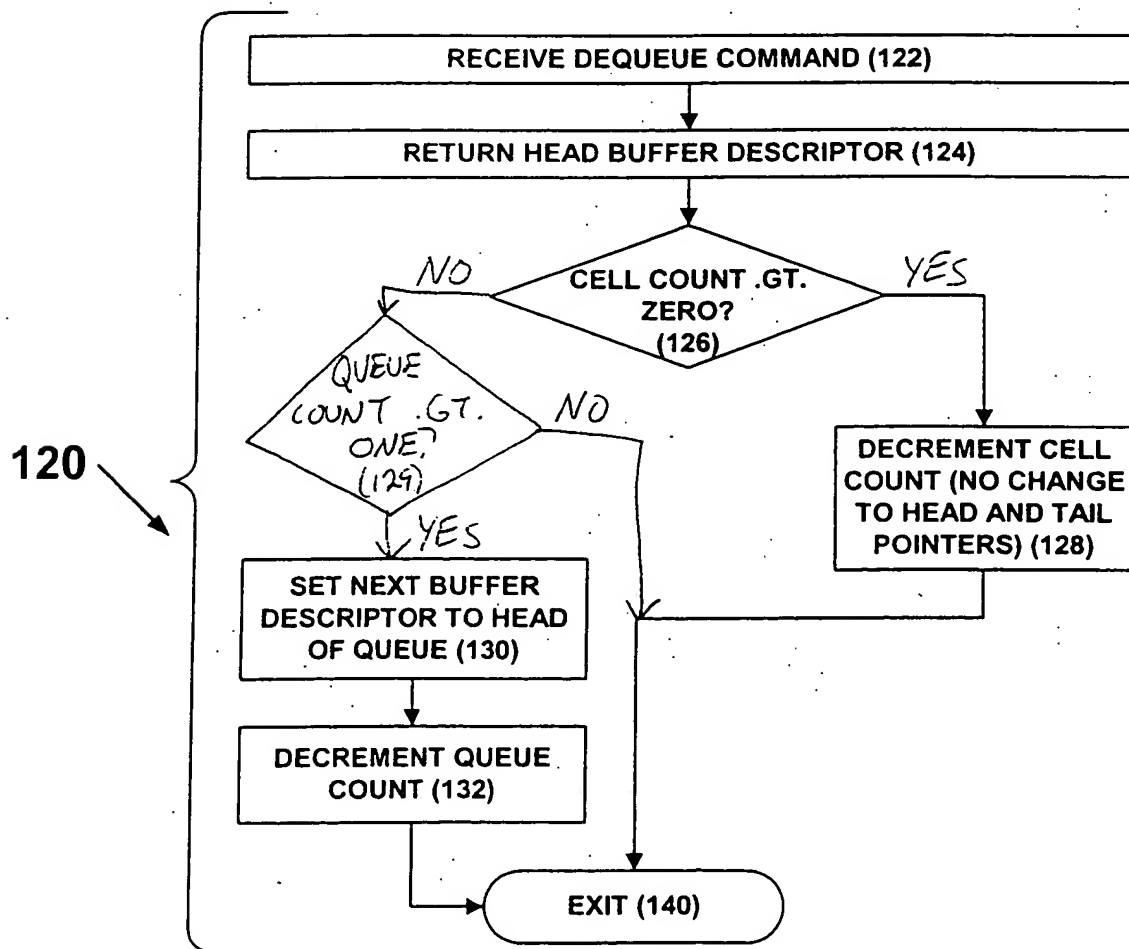 RECEIVE DEQUEUE COMMAND (122)
RETURN HEAD BUFFER DESCRIPTOR (124)
CELL COUNT .GT.
ZERO?
(126)
NO
YES
QUEUE
COUNT .GT.
ONE?
(129)
NO
YES
DECREMENT CELL
COUNT (NO CHANGE
TO HEAD AND TAIL
POINTERS) (128)
120
SET NEXT BUFFER
DESCRIPTOR TO HEAD
OF QUEUE (130)
DECREMENT QUEUE
COUNT (132)
EXIT (140)